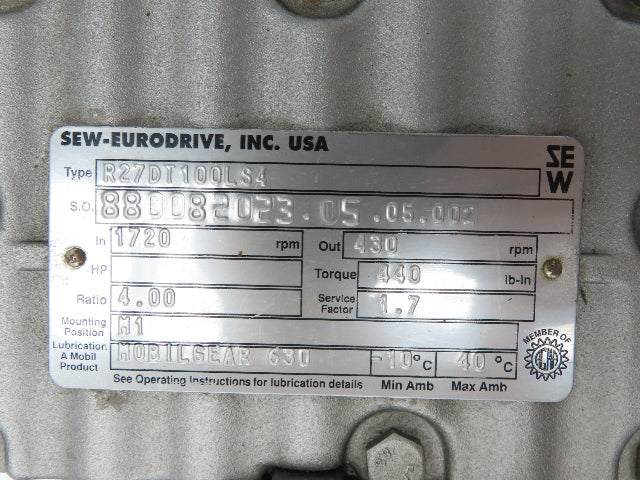 SEW-EURODRIVE, INC. USA
SEW
Type R27DT100LS4
S.O. 880082023.05.05.002
In 1720 rpm Out 430 rpm
HP Torque 440 lb-in
Ratio 4.00 Service Factor 1.7
Mounting Position M1
Lubrication A Mobil Product MOBILGEAR 630 -10°C 40°C
See Operating Instructions for lubrication details Min Amb Max Amb
MEMBER OF